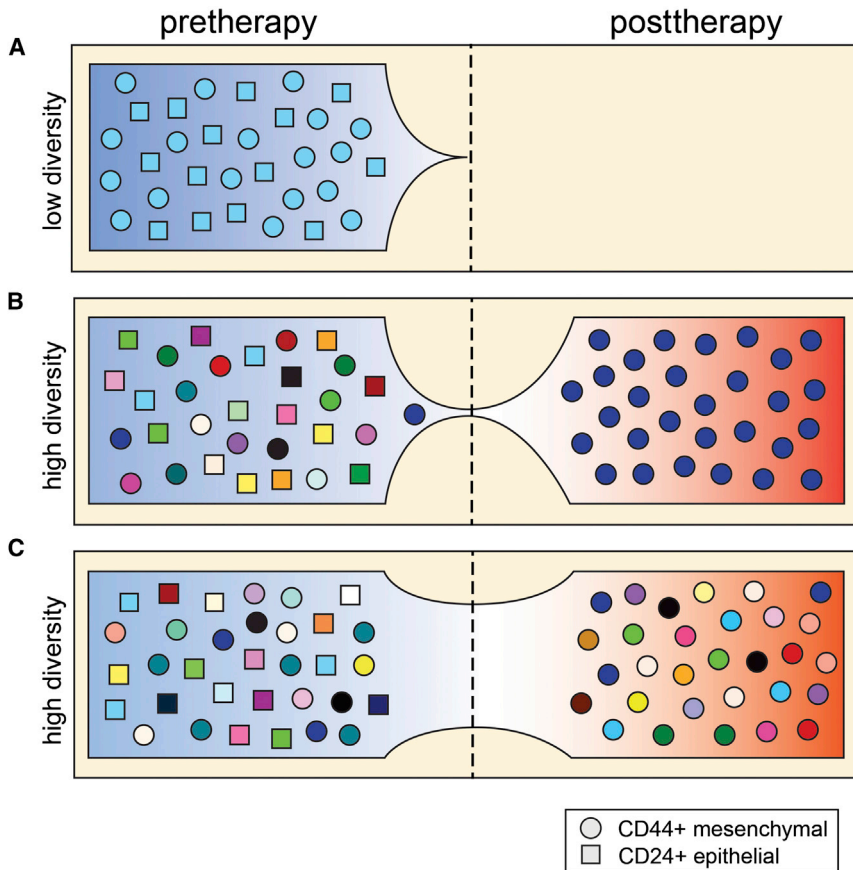 pretherapy posttherapy
A
low diversity
B
high diversity
C
high diversity
CD44+ mesenchymal
CD24+ epithelial